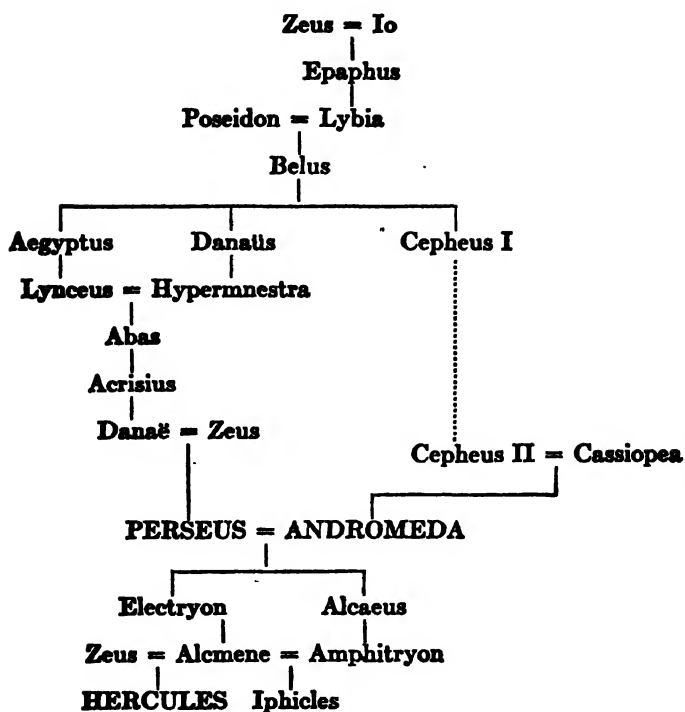 Zeus = Io
Epaphus
Poseidon = Lybia
Belus
Aegyptus Danaüs Cepheus I
Lynceus = Hypermnestra
Abas
Acrisius
Danaë = Zeus
Cepheus II = Cassiopea
PERSEUS = ANDROMEDA
Electryon Alcaeus
Zeus = Alcmene = Amphitryon
HERCULES Iphicles